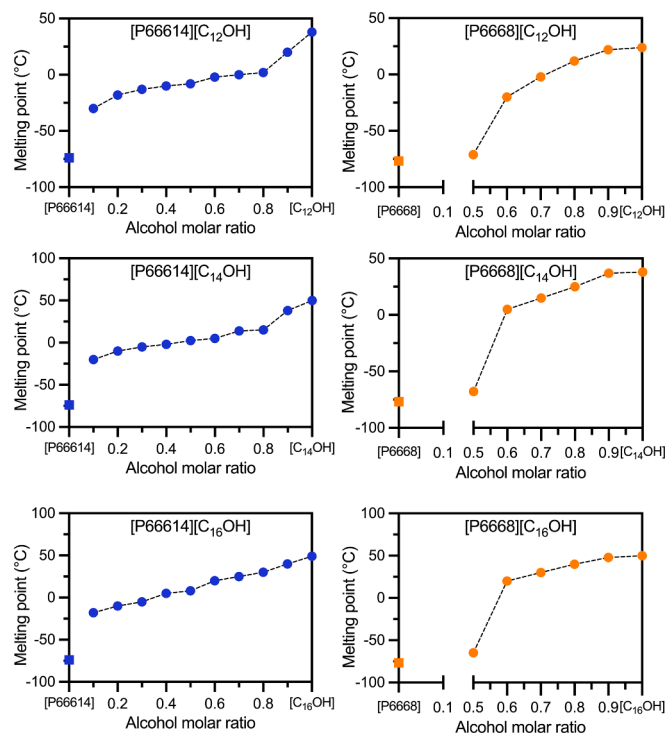 [P66614][C₁₂OH]
Melting point (°C)
50
0
-50
-100
[P66614] 0.2 0.4 0.6 0.8 [C₁₂OH]
Alcohol molar ratio
[P6668][C₁₂OH]
Melting point (°C)
50
0
-50
-100
[P6668] 0.1 0.5 0.6 0.7 0.8 0.9 [C₁₂OH]
Alcohol molar ratio
[P66614][C₁₄OH]
Melting point (°C)
100
50
0
-50
-100
[P66614] 0.2 0.4 0.6 0.8 [C₁₄OH]
Alcohol molar ratio
[P6668][C₁₄OH]
Melting point (°C)
50
0
-50
-100
[P6668] 0.1 0.5 0.6 0.7 0.8 0.9 [C₁₄OH]
Alcohol molar ratio
[P66614][C₁₆OH]
Melting point (°C)
100
50
0
-50
-100
[P66614] 0.2 0.4 0.6 0.8 [C₁₆OH]
Alcohol molar ratio
[P6668][C₁₆OH]
Melting point (°C)
100
50
0
-50
-100
[P6668] 0.1 0.5 0.6 0.7 0.8 0.9 [C₁₆OH]
Alcohol molar ratio